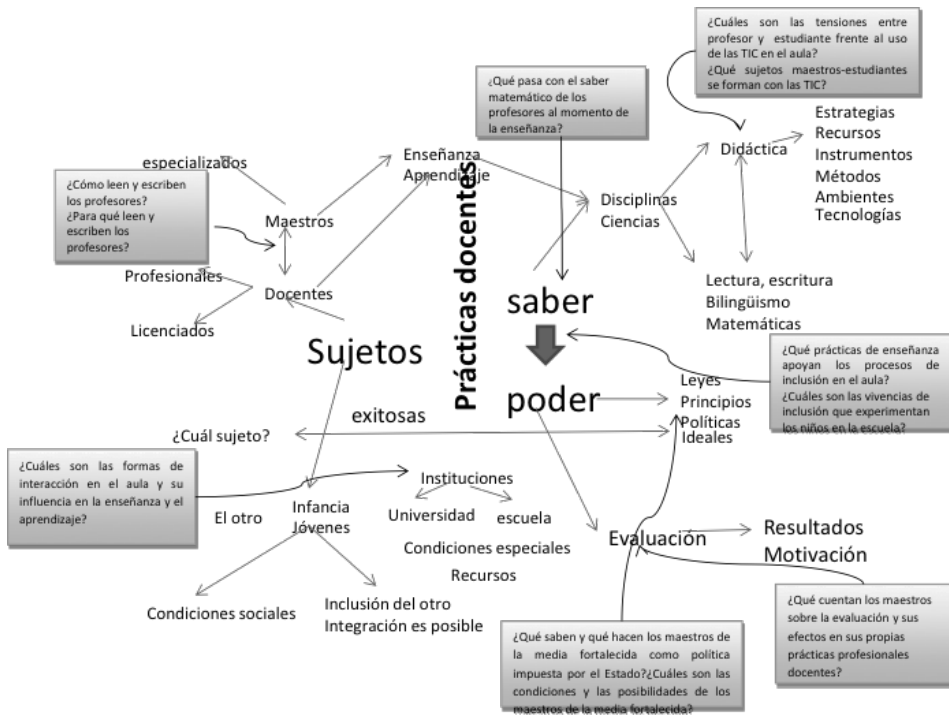 ¿Cuáles son las tensiones entre
profesor y estudiante frente al uso
de las TIC en el aula?
¿Qué sujetos maestros-estudiantes
se forman con las TIC?
¿Qué pasa con el saber
matemático de los
profesores al momento de
la enseñanza?
Estrategias
Recursos
Instrumentos
Métodos
Ambientes
Tecnologías
Didáctica
Enseñanza
Aprendizaje
especializados
¿Cómo leen y escriben
los profesores?
¿Para qué leen y
escriben los
profesores?
Maestros
Disciplinas
Ciencias
Prácticas docentes
Profesionales
Docentes
Licenciados
Lectura, escritura
Bilingüismo
Matemáticas
saber
Sujetos
poder
¿Qué prácticas de enseñanza
apoyan los procesos de
inclusión en el aula?
¿Cuáles son las vivencias de
inclusión que experimentan
los niños en la escuela?
Leyes
Principios
Políticas
Ideales
exitosas
¿Cuál sujeto?
¿Cuáles son las formas de
interacción en el aula y su
influencia en la enseñanza y el
aprendizaje?
Instituciones
Universidad
escuela
El otro
Infancia
Jóvenes
Condiciones especiales
Recursos
Evaluación
Resultados
Motivación
Condiciones sociales
Inclusión del otro
Integración es posible
¿Qué saben y qué hacen los maestros de
la media fortalecida como política
impuesta por el Estado?¿Cuáles son las
condiciones y las posibilidades de los
maestros de la media fortalecida?
¿Qué cuentan los maestros
sobre la evaluación y sus
efectos en sus propias
prácticas profesionales
docentes?